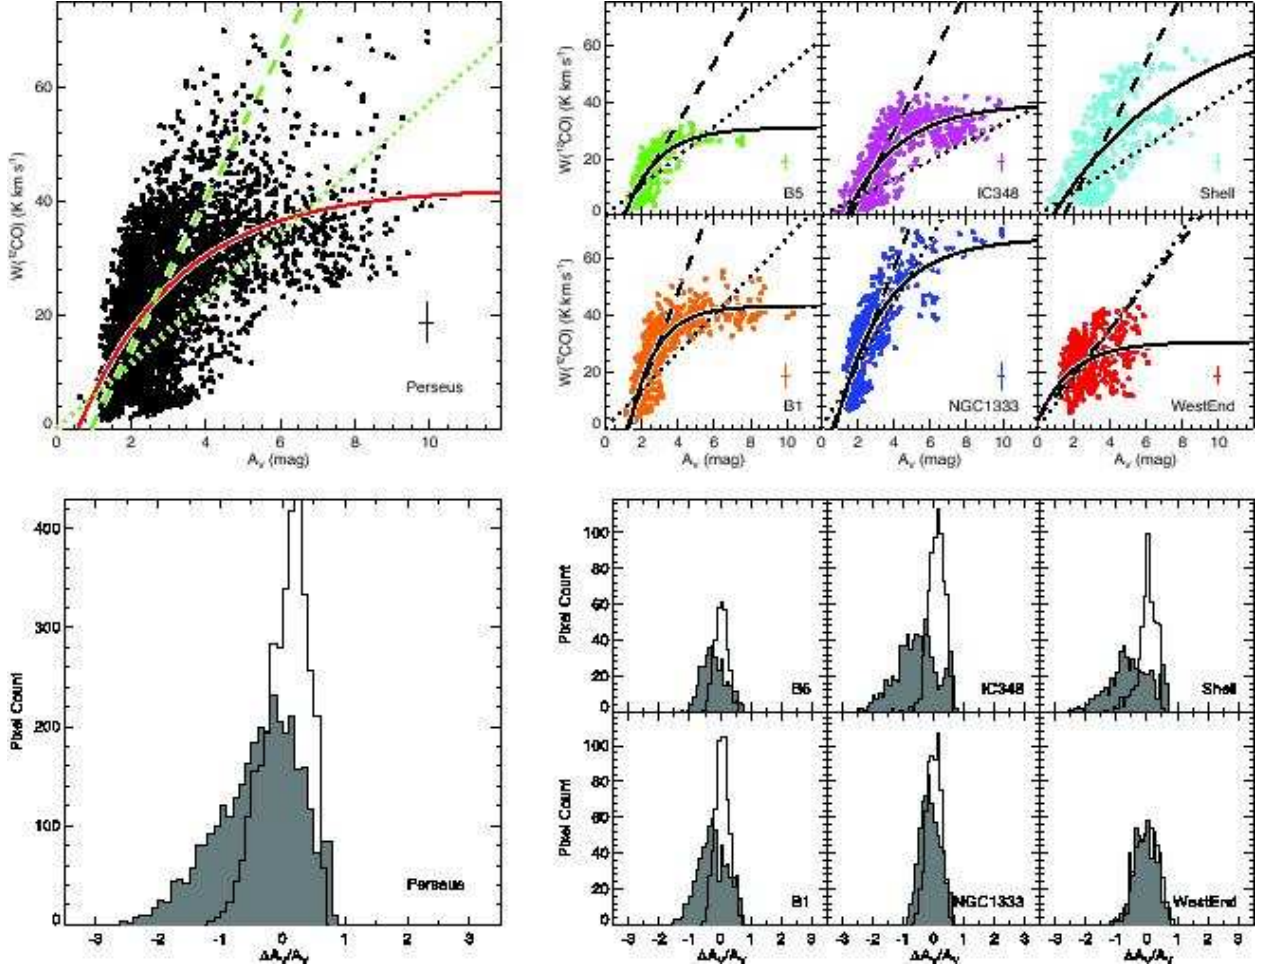 W(¹²CO) (K km s⁻¹)
60
40
20
0
Perseus
0 2 4 6 8 10
Aᵥ (mag)
W(¹²CO) (K km s⁻¹)
60
40
20
0
B5
IC348
Shell
W(¹²CO) (K km s⁻¹)
60
40
20
0
B1
NGC1333
WestEnd
0 2 4 6 8 10 0 2 4 6 8 10 0 2 4 6 8 10
Aᵥ (mag)
Aᵥ (mag)
Aᵥ (mag)
Pixel Count
400
300
200
100
0
Perseus
-3 -2 -1 0 1 2 3
ΔAᵥ/Aᵥ
Pixel Count
100
80
60
40
20
0
B5
IC348
Shell
Pixel Count
100
80
60
40
20
0
B1
NGC1333
WestEnd
-3 -2 -1 0 1 2 3 -3 -2 -1 0 1 2 3 -3 -2 -1 0 1 2 3
ΔAᵥ/Aᵥ
ΔAᵥ/Aᵥ
ΔAᵥ/Aᵥ